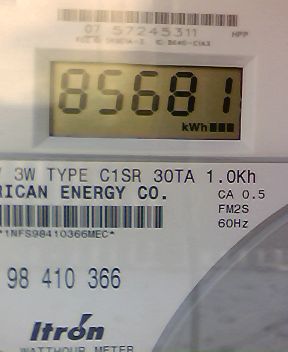 07 57245311 HPP
85681
kWh
3W TYPE C1SR 30TA 1.0Kh
RICAN ENERGY CO. CA 0.5
FM2S
*1NFS98410366MEC* 60Hz
98 410 366
Itron
WATTHOUR METER